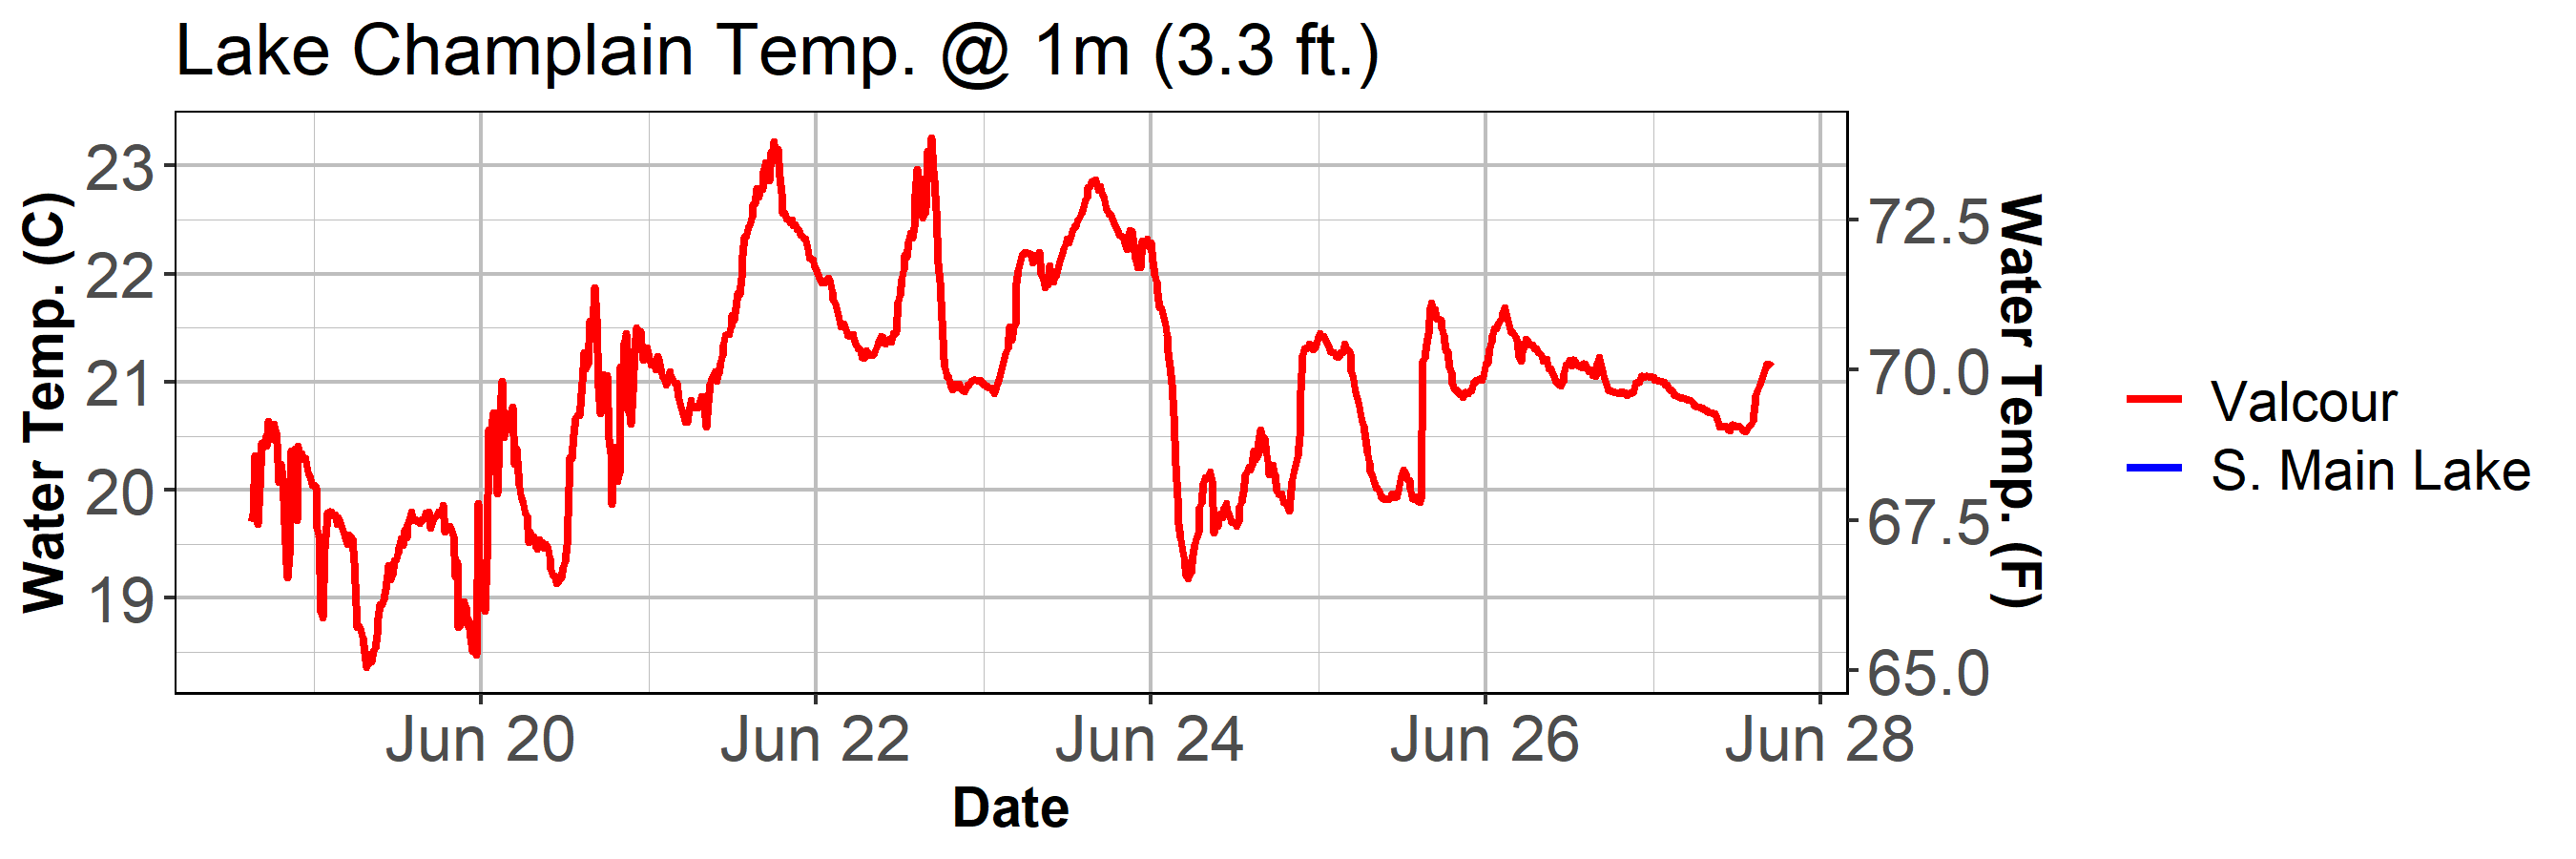 Lake Champlain Temp. @ 1m (3.3 ft.)
Water Temp. (C)
23
22
21
20
19
72.5
70.0
67.5
65.0
Water Temp. (F)
Jun 20
Jun 22
Jun 24
Jun 26
Jun 28
Date
Valcour
S. Main Lake